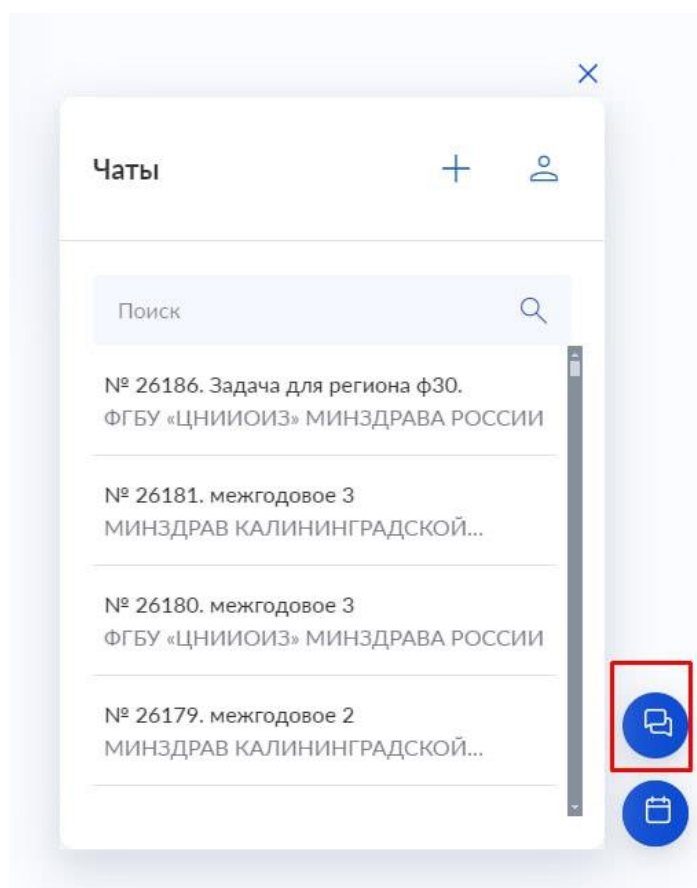 Чаты
Поиск
№ 26186. Задача для региона ф30.
ФГБУ «ЦНИИОИЗ» МИНЗДРАВА РОССИИ
№ 26181. межгодовое 3
МИНЗДРАВ КАЛИНИНГРАДСКОЙ...
№ 26180. межгодовое 3
ФГБУ «ЦНИИОИЗ» МИНЗДРАВА РОССИИ
№ 26179. межгодовое 2
МИНЗДРАВ КАЛИНИНГРАДСКОЙ...